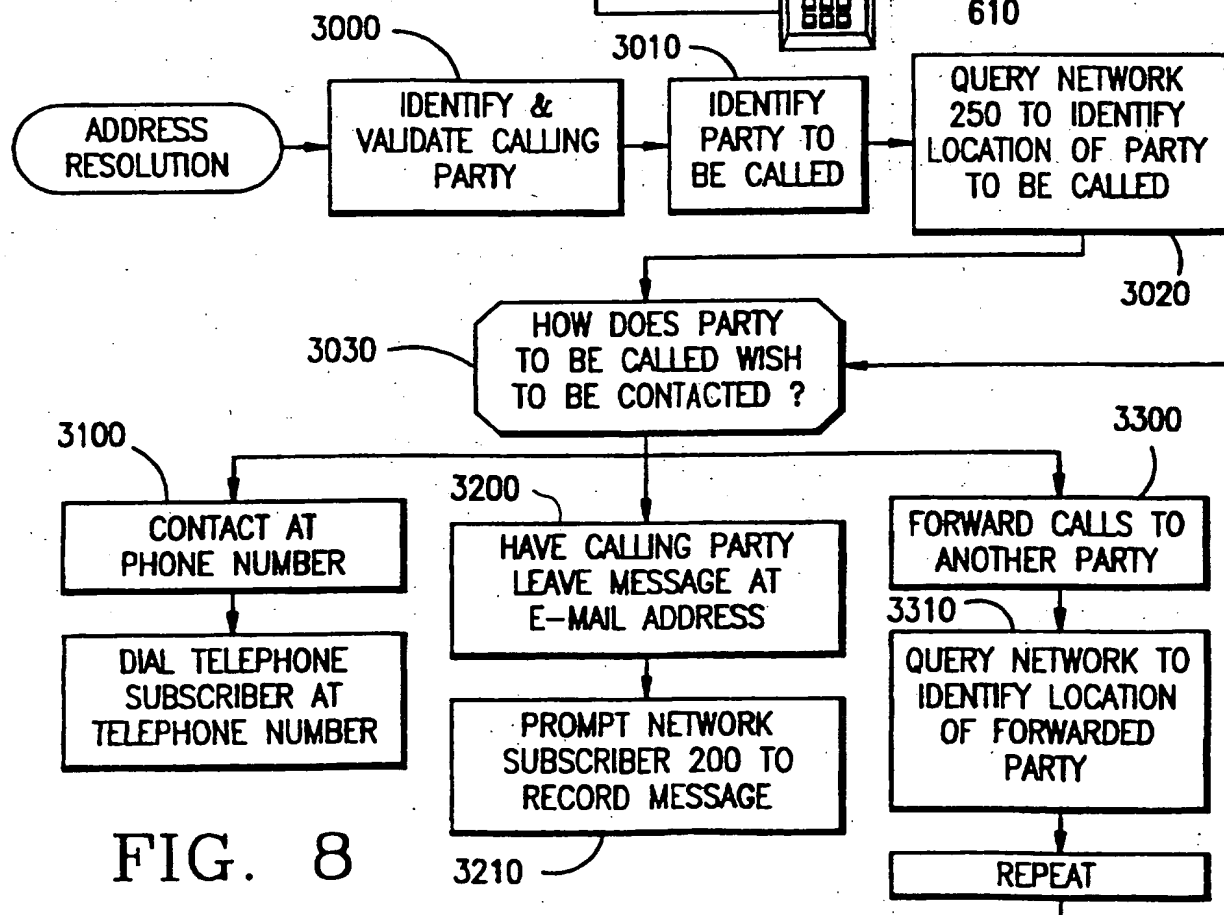 610
3000
3010
ADDRESS
RESOLUTION
IDENTIFY &
VALIDATE CALLING
PARTY
IDENTIFY
PARTY TO
BE CALLED
QUERY NETWORK
250 TO IDENTIFY
LOCATION OF PARTY
TO BE CALLED
3020
3030
HOW DOES PARTY
TO BE CALLED WISH
TO BE CONTACTED ?
3100
CONTACT AT
PHONE NUMBER
DIAL TELEPHONE
SUBSCRIBER AT
TELEPHONE NUMBER
3200
HAVE CALLING PARTY
LEAVE MESSAGE AT
E-MAIL ADDRESS
PROMPT NETWORK
SUBSCRIBER 200 TO
RECORD MESSAGE
3210
3300
FORWARD CALLS TO
ANOTHER PARTY
3310
QUERY NETWORK TO
IDENTIFY LOCATION
OF FORWARDED
PARTY
REPEAT
FIG. 8